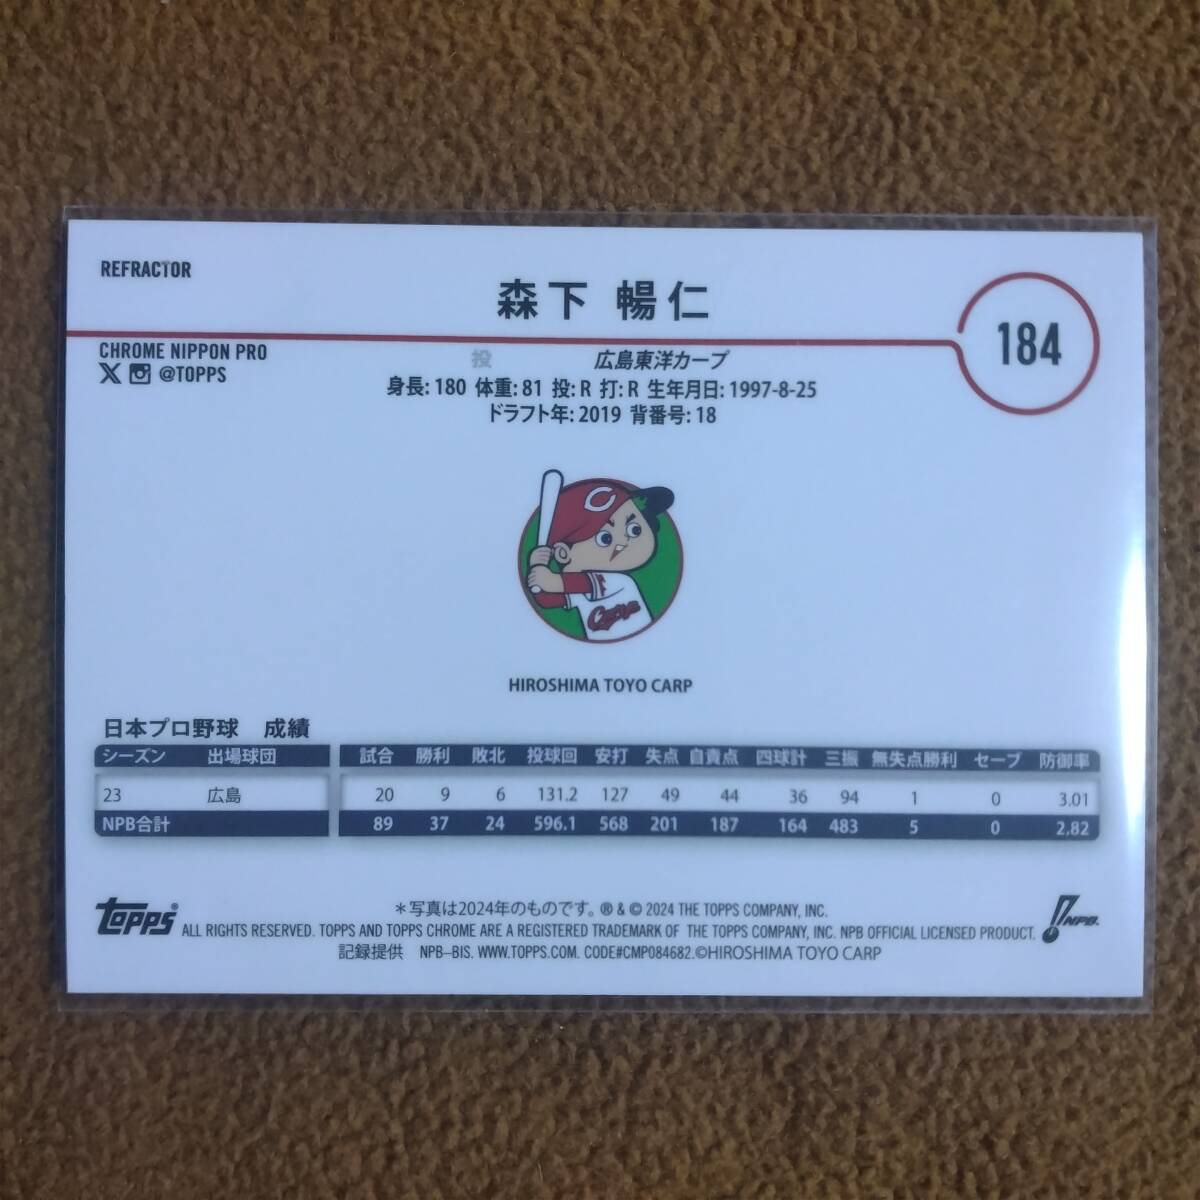 REFRACTOR
森下 暢仁
184
CHROME NIPPON PRO
@TOPPS
投 広島東洋カープ
身長: 180 体重: 81 投: R 打: R 生年月日: 1997-8-25
ドラフト年: 2019 背番号: 18
C
Carp
HIROSHIMA TOYO CARP
日本プロ野球 成績
シーズン 出場球団 試合 勝利 敗北 投球回 安打 失点 自責点 四球計 三振 無失点勝利 セーブ 防御率
23 広島 20 9 6 131.2 127 49 44 36 94 1 0 3.01
NPB合計 89 37 24 596.1 568 201 187 164 483 5 0 2.82
topps®
＊写真は2024年のものです。® & © 2024 THE TOPPS COMPANY, INC.
ALL RIGHTS RESERVED. TOPPS AND TOPPS CHROME ARE A REGISTERED TRADEMARK OF THE TOPPS COMPANY, INC. NPB OFFICIAL LICENSED PRODUCT.
記録提供 NPB–BIS. WWW.TOPPS.COM. CODE#CMP084682.©HIROSHIMA TOYO CARP
NPB.